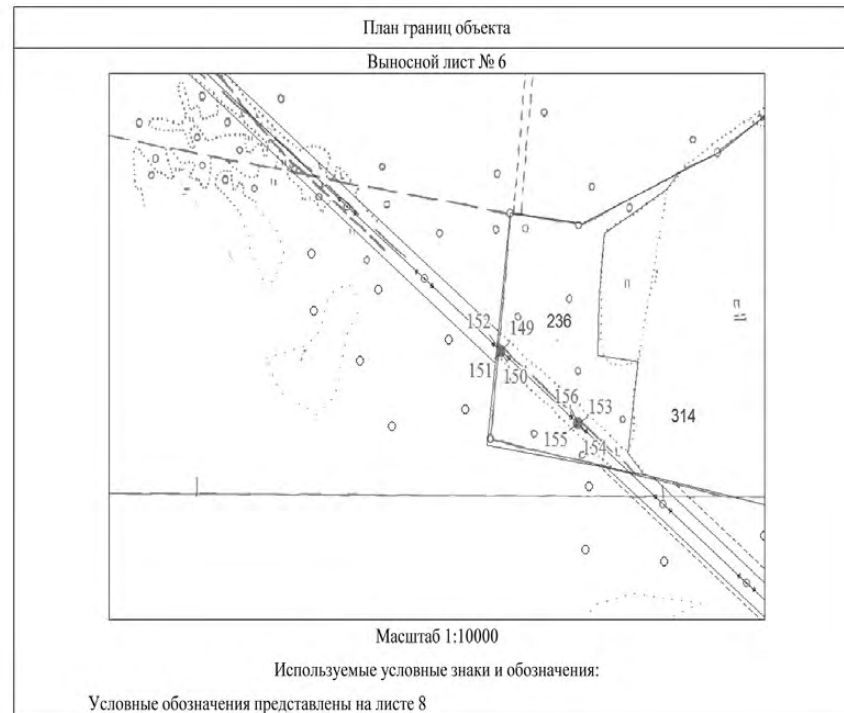 План границ объекта
Выносной лист № 6
152
149
236
151
150
156
153
314
155
154
Масштаб 1:10000
Используемые условные знаки и обозначения:
Условные обозначения представлены на листе 8